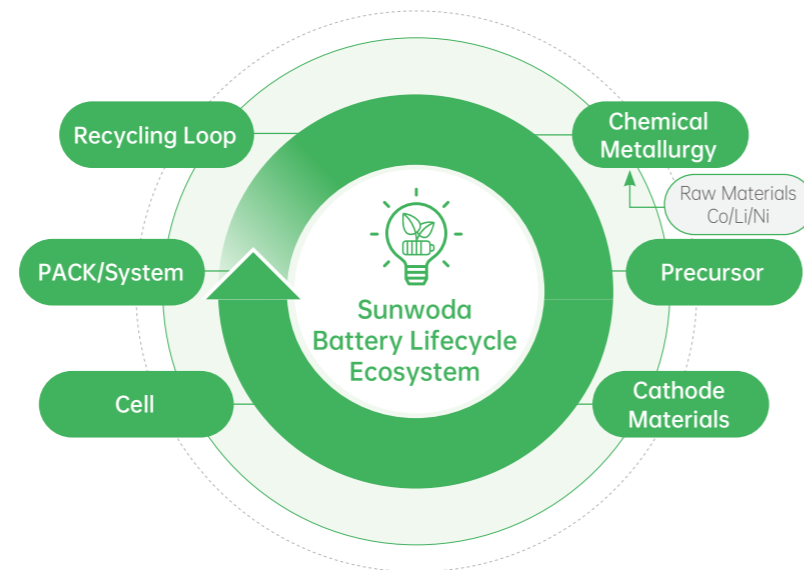 Recycling Loop
Chemical
Metallurgy
Raw Materials
Co/Li/Ni
PACK/System
Precursor
Sunwoda
Battery Lifecycle
Ecosystem
Cell
Cathode
Materials